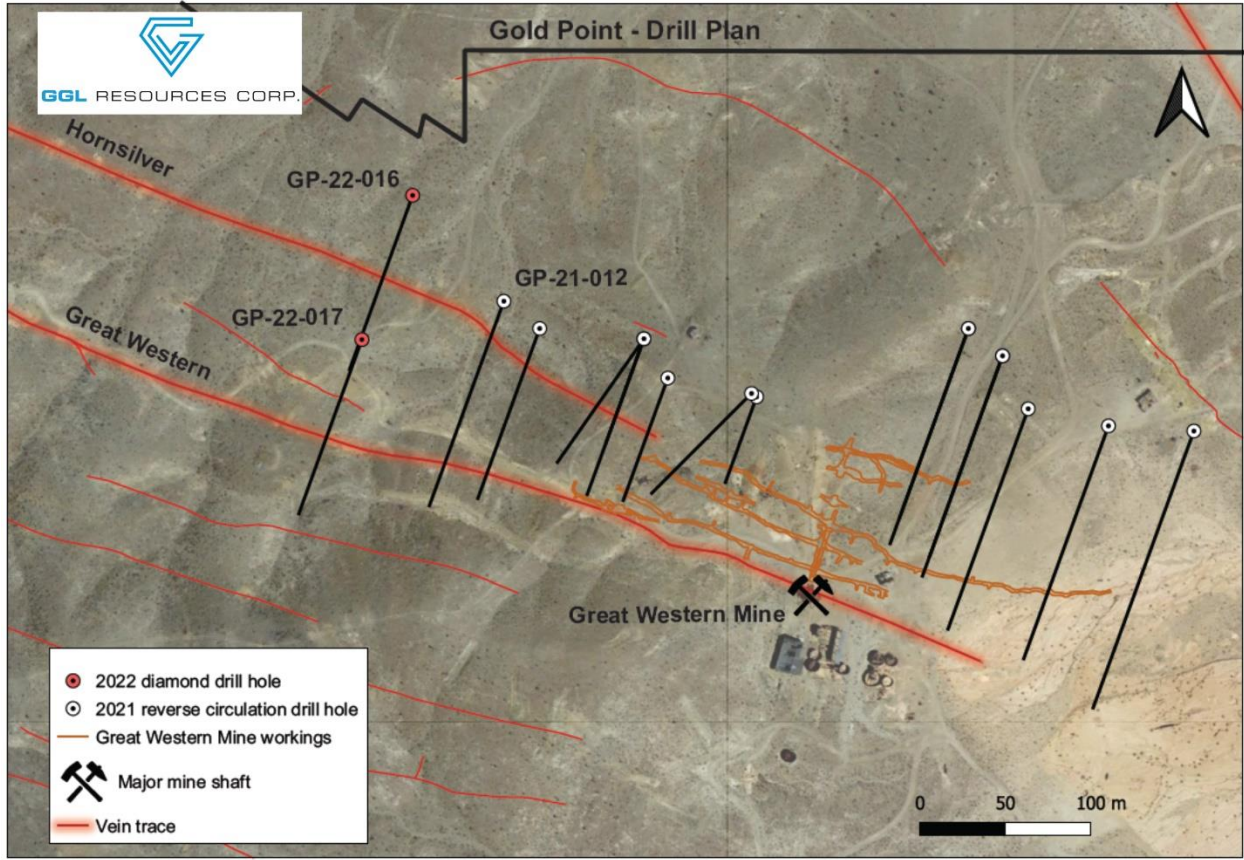 Gold Point - Drill Plan
GGL RESOURCES CORP.
Hornsilver
GP-22-016
GP-21-012
GP-22-017
Great Western
Great Western Mine
2022 diamond drill hole
2021 reverse circulation drill hole
Great Western Mine workings
Major mine shaft
Vein trace
0 50 100 m